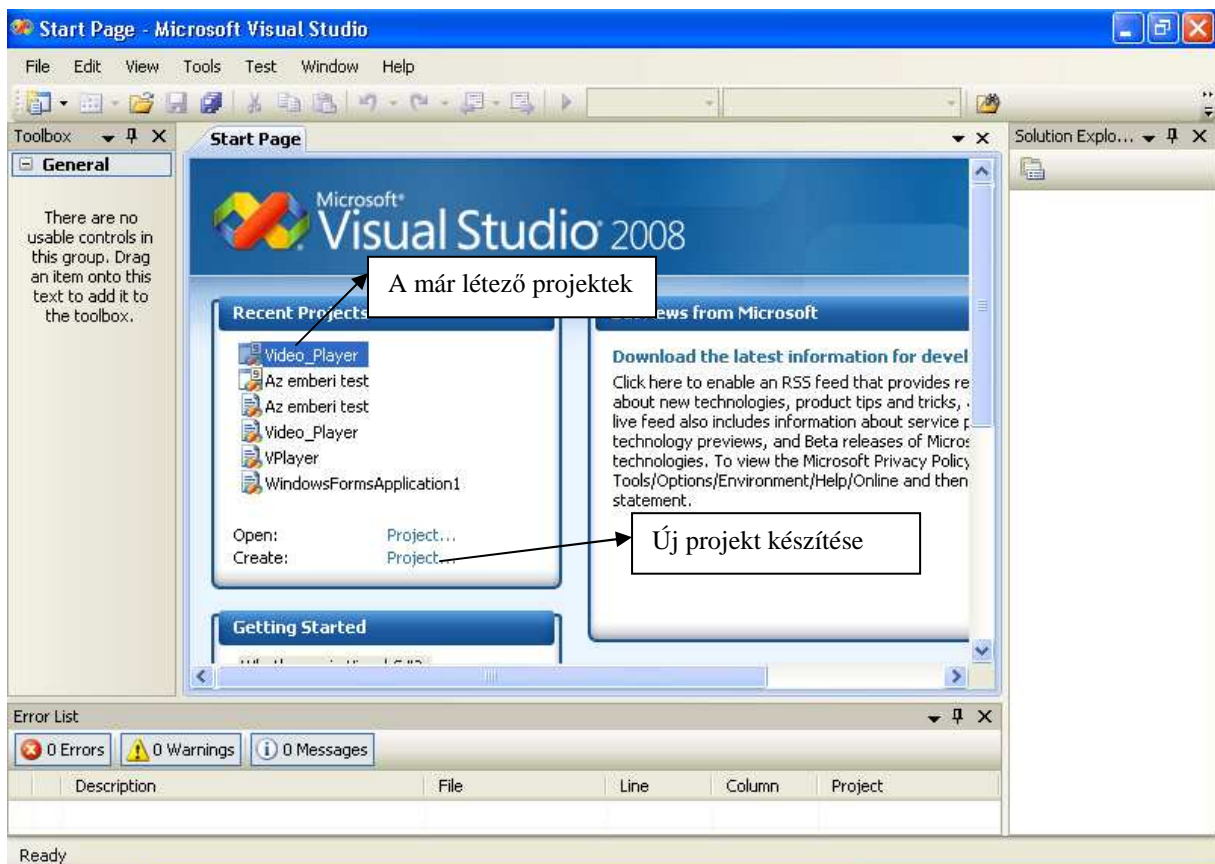 Start Page - Microsoft Visual Studio
File Edit View Tools Test Window Help
Toolbox
General
There are no
usable controls in
this group. Drag
an item onto this
text to add it to
the toolbox.
Start Page
Microsoft
Visual Studio 2008
A már létező projektek
Recent Projects
Video_Player
Az emberi test
Az emberi test
Video_Player
VPlayer
WindowsFormsApplication1
Open: Project...
Create: Project...
Getting Started
News from Microsoft
Download the latest information for devel
Click here to enable an RSS feed that provides re
about new technologies, product tips and tricks,
live feed also includes information about service p
technology previews, and Beta releases of Micros
technologies. To view the Microsoft Privacy Policy
Tools/Options/Environment/Help/Online and then
statement.
Új projekt készítése
Solution Explo...
Error List
0 Errors 0 Warnings 0 Messages
Description File Line Column Project
Ready